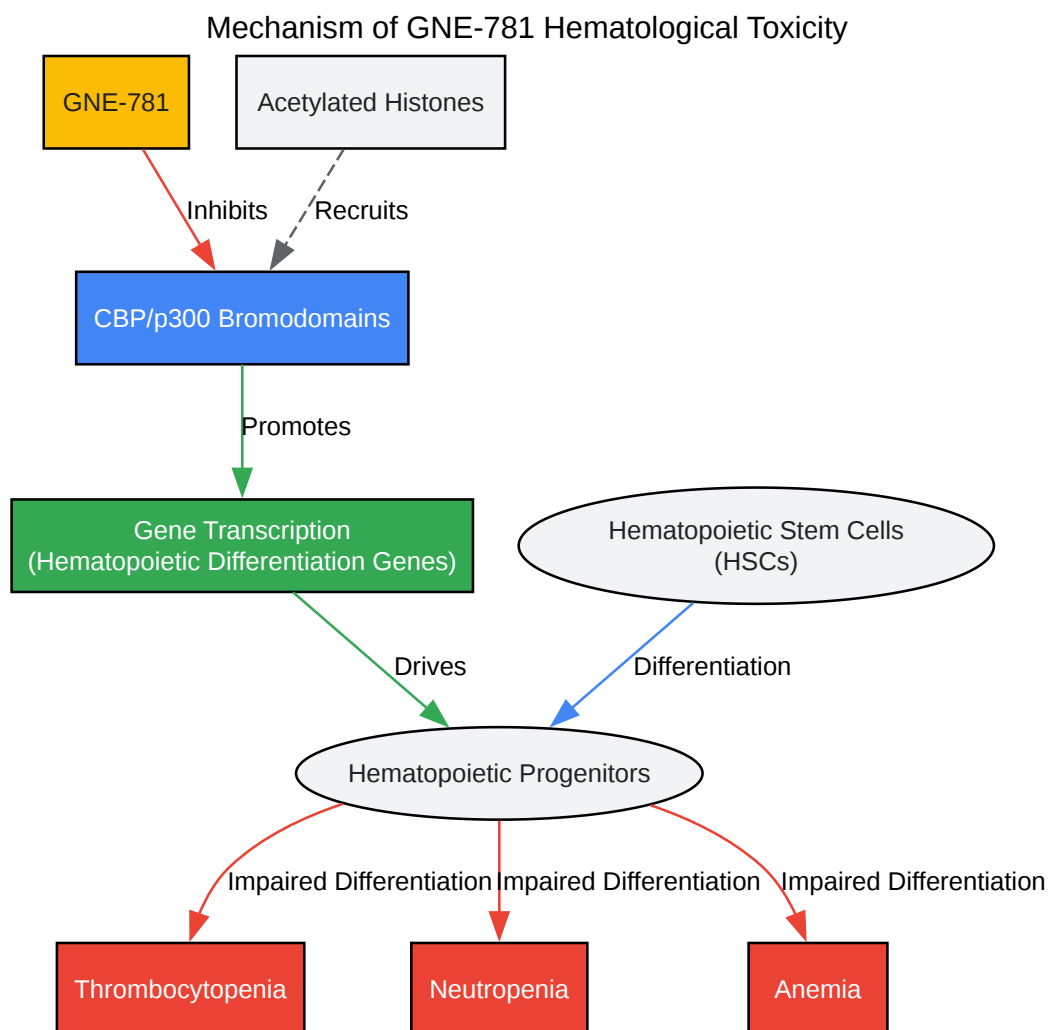 Mechanism of GNE-781 Hematological Toxicity
GNE-781
Acetylated Histones
Inhibits
Recruits
CBP/p300 Bromodomains
Promotes
Gene Transcription
(Hematopoietic Differentiation Genes)
Hematopoietic Stem Cells
(HSCs)
Drives
Differentiation
Hematopoietic Progenitors
Impaired Differentiation
Impaired Differentiation
Impaired Differentiation
Thrombocytopenia
Neutropenia
Anemia